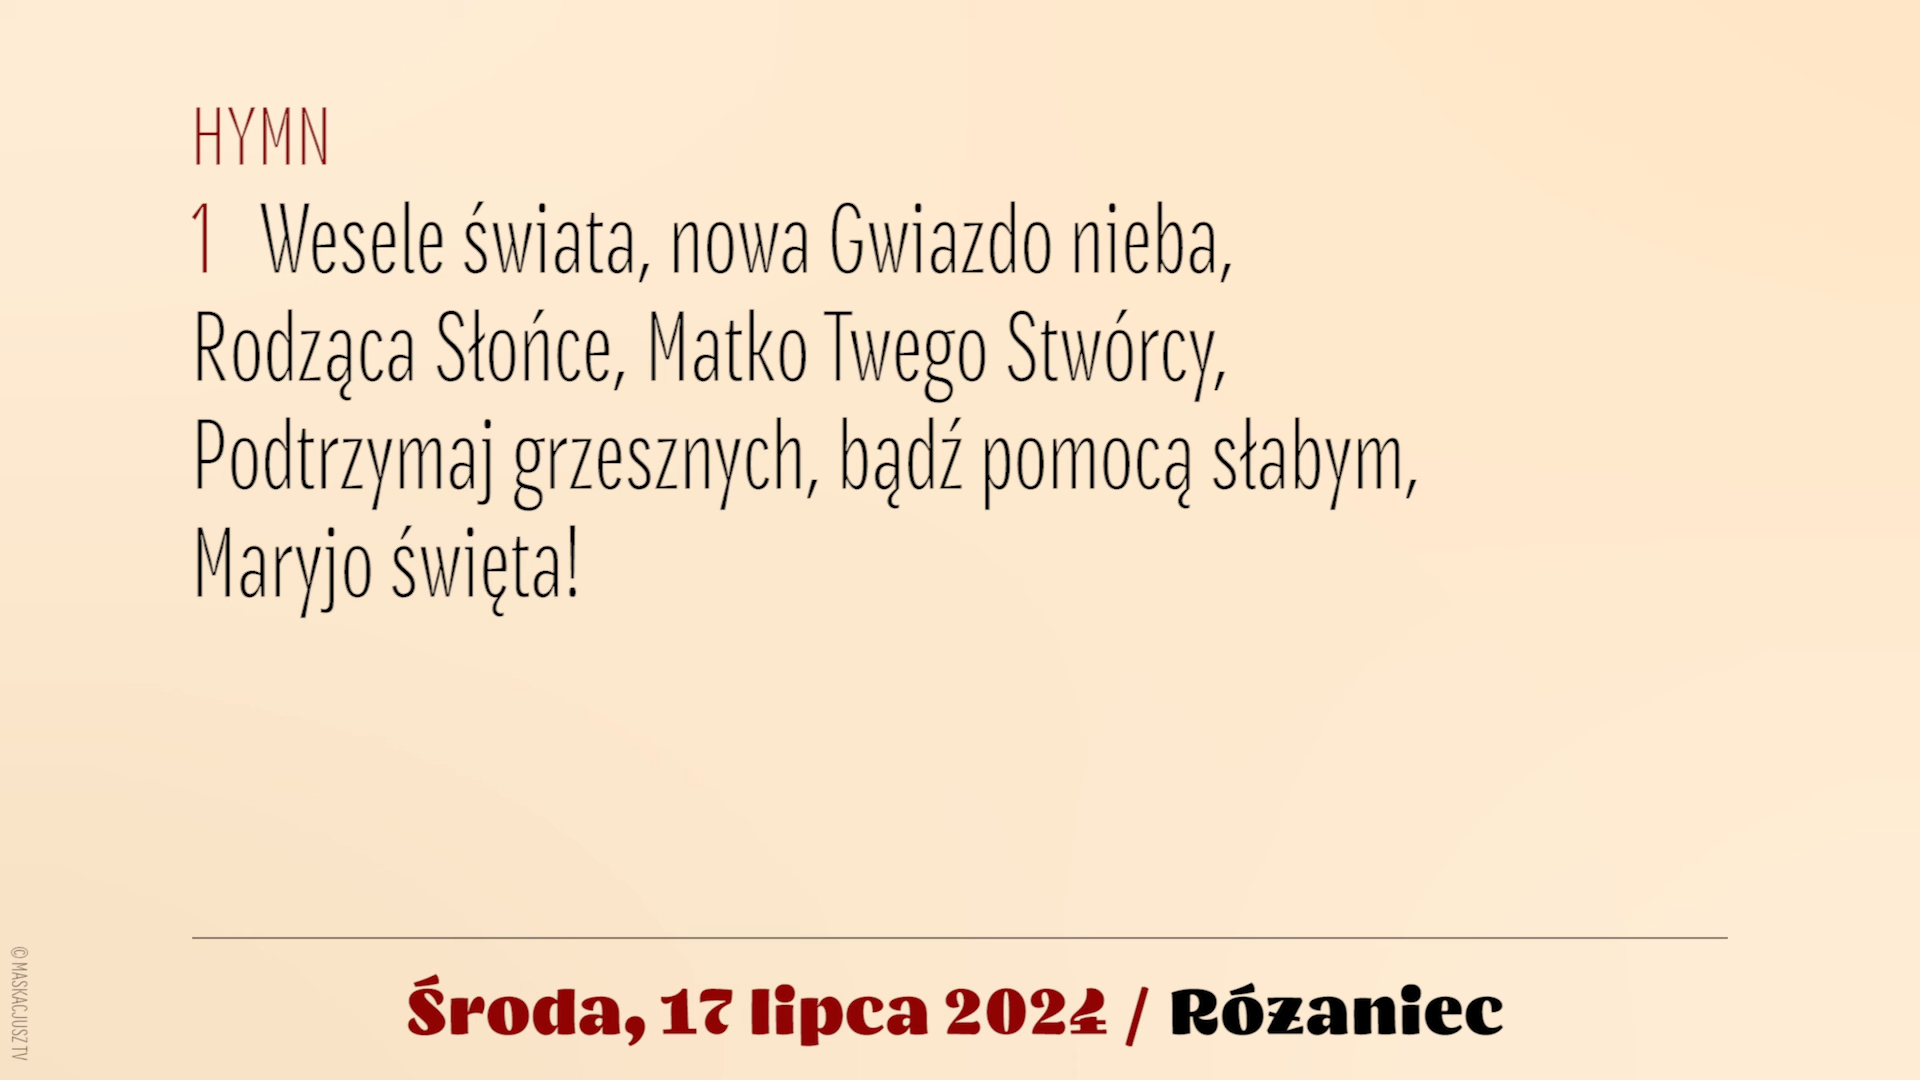 HYMN
1 Wesele świata, nowa Gwiazdo nieba,
Rodząca Słońce, Matko Twego Stwórcy,
Podtrzymaj grzesznych, bądź pomocą słabym,
Maryjo święta!
Środa, 17 lipca 2024 / Różaniec
© MASKACJUSZ TV